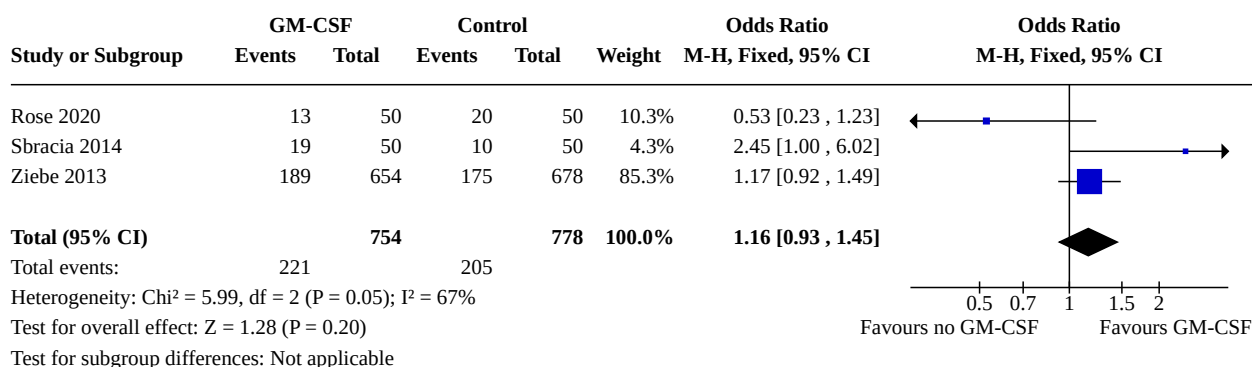 GM-CSF Control Odds Ratio Odds Ratio
Study or Subgroup Events Total Events Total Weight M-H, Fixed, 95% CI M-H, Fixed, 95% CI
Rose 2020 13 50 20 50 10.3% 0.53 [0.23 , 1.23]
Sbracia 2014 19 50 10 50 4.3% 2.45 [1.00 , 6.02]
Ziebe 2013 189 654 175 678 85.3% 1.17 [0.92 , 1.49]
Total (95% CI) 754 778 100.0% 1.16 [0.93 , 1.45]
Total events: 221 205
Heterogeneity: Chi² = 5.99, df = 2 (P = 0.05); I² = 67%
0.5 0.7 1 1.5 2
Test for overall effect: Z = 1.28 (P = 0.20) Favours no GM-CSF Favours GM-CSF
Test for subgroup differences: Not applicable